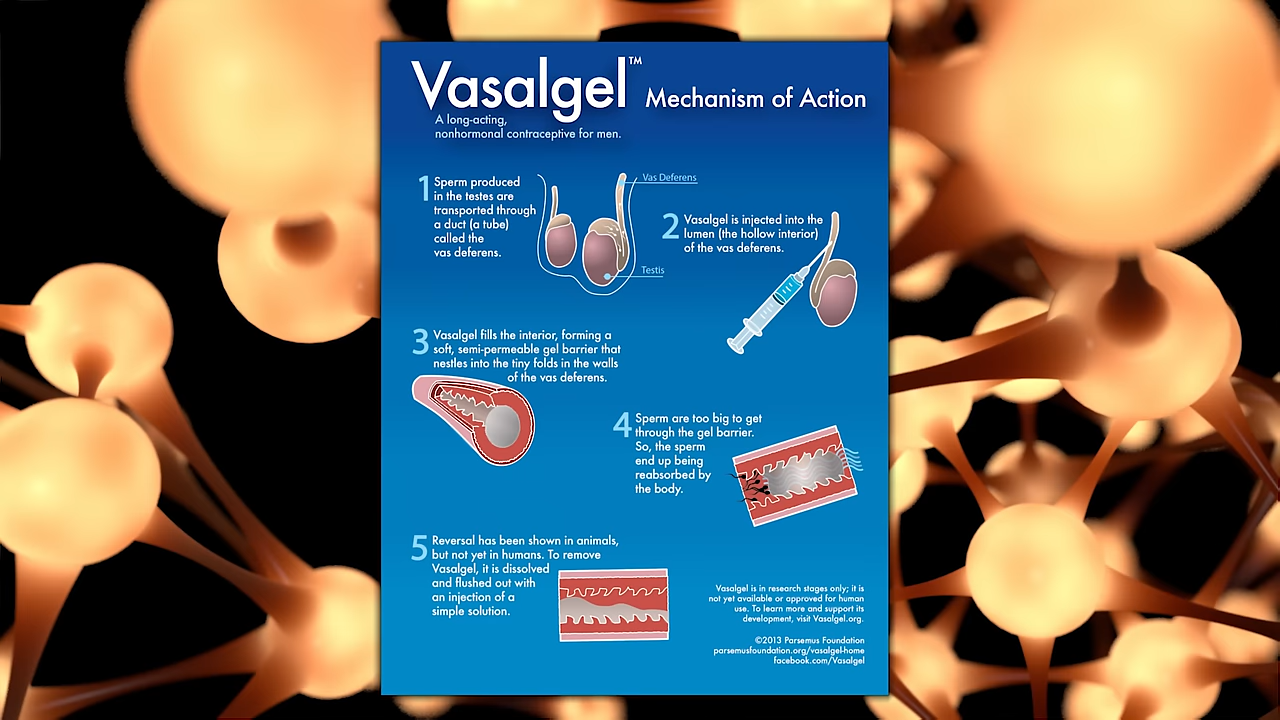 Vasalgel™ Mechanism of Action
A long-acting,
nonhormonal contraceptive for men.
1 Sperm produced
in the testes are
transported through
a duct (a tube)
called the
vas deferens.
Vas Deferens
Testis
2 Vasalgel is injected into the
lumen (the hollow interior)
of the vas deferens.
3 Vasalgel fills the interior, forming a
soft, semi-permeable gel barrier that
nestles into the tiny folds in the walls
of the vas deferens.
4 Sperm are too big to get
through the gel barrier.
So, the sperm
end up being
reabsorbed by
the body.
5 Reversal has been shown in animals,
but not yet in humans. To remove
Vasalgel, it is dissolved
and flushed out with
an injection of a
simple solution.
Vasalgel is in research stages only; it is
not yet available or approved for human
use. To learn more and support its
development, visit Vasalgel.org.
©2013 Parsemus Foundation
parsemusfoundation.org/vasalgel-home
facebook.com/Vasalgel